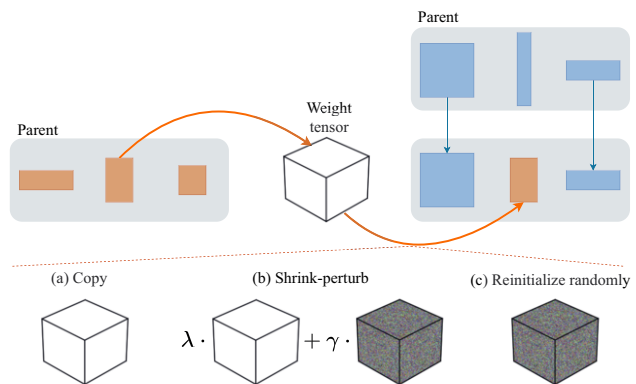 Parent
Weight
tensor
Parent
(a) Copy
(b) Shrink-perturb
(c) Reinitialize randomly
λ · + γ ·